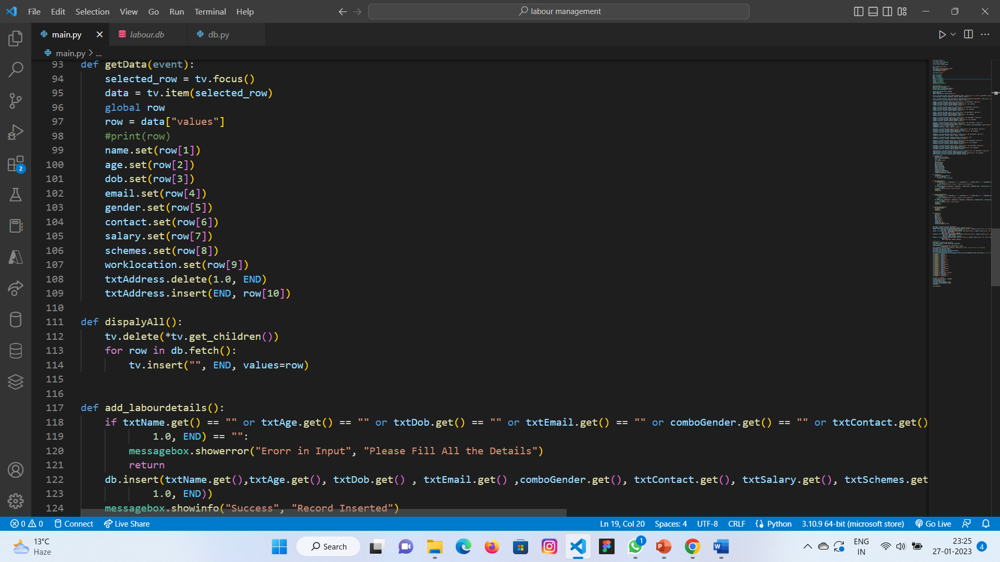 File Edit Selection View Go Run Terminal Help
labour management
main.py
labour.db
db.py
main.py > ...
93 def getData(event):
94 selected_row = tv.focus()
95 data = tv.item(selected_row)
96 global row
97 row = data["values"]
98 #print(row)
99 name.set(row[1])
100 age.set(row[2])
101 dob.set(row[3])
102 email.set(row[4])
103 gender.set(row[5])
104 contact.set(row[6])
105 salary.set(row[7])
106 schemes.set(row[8])
107 worklocation.set(row[9])
108 txtAddress.delete(1.0, END)
109 txtAddress.insert(END, row[10])
110
111 def dispalyAll():
112 tv.delete(*tv.get_children())
113 for row in db.fetch():
114 tv.insert("", END, values=row)
115
116
117 def add_labourdetails():
118 if txtName.get() == "" or txtAge.get() == "" or txtDob.get() == "" or txtEmail.get() == "" or comboGender.get() == "" or txtContact.get()
119 1.0, END) == "":
120 messagebox.showerror("Erorr in Input", "Please Fill All the Details")
121 return
122 db.insert(txtName.get(),txtAge.get(), txtDob.get() , txtEmail.get() ,comboGender.get(), txtContact.get(), txtSalary.get(), txtSchemes.get
123 1.0, END))
124 messagebox.showinfo("Success", "Record Inserted")
2
0 0 Connect Live Share Ln 19, Col 20 Spaces: 4 UTF-8 CRLF Python 3.10.9 64-bit (microsoft store) Go Live
13°C
Haze
Search
1
ENG
IN
23:25
27-01-2023
4